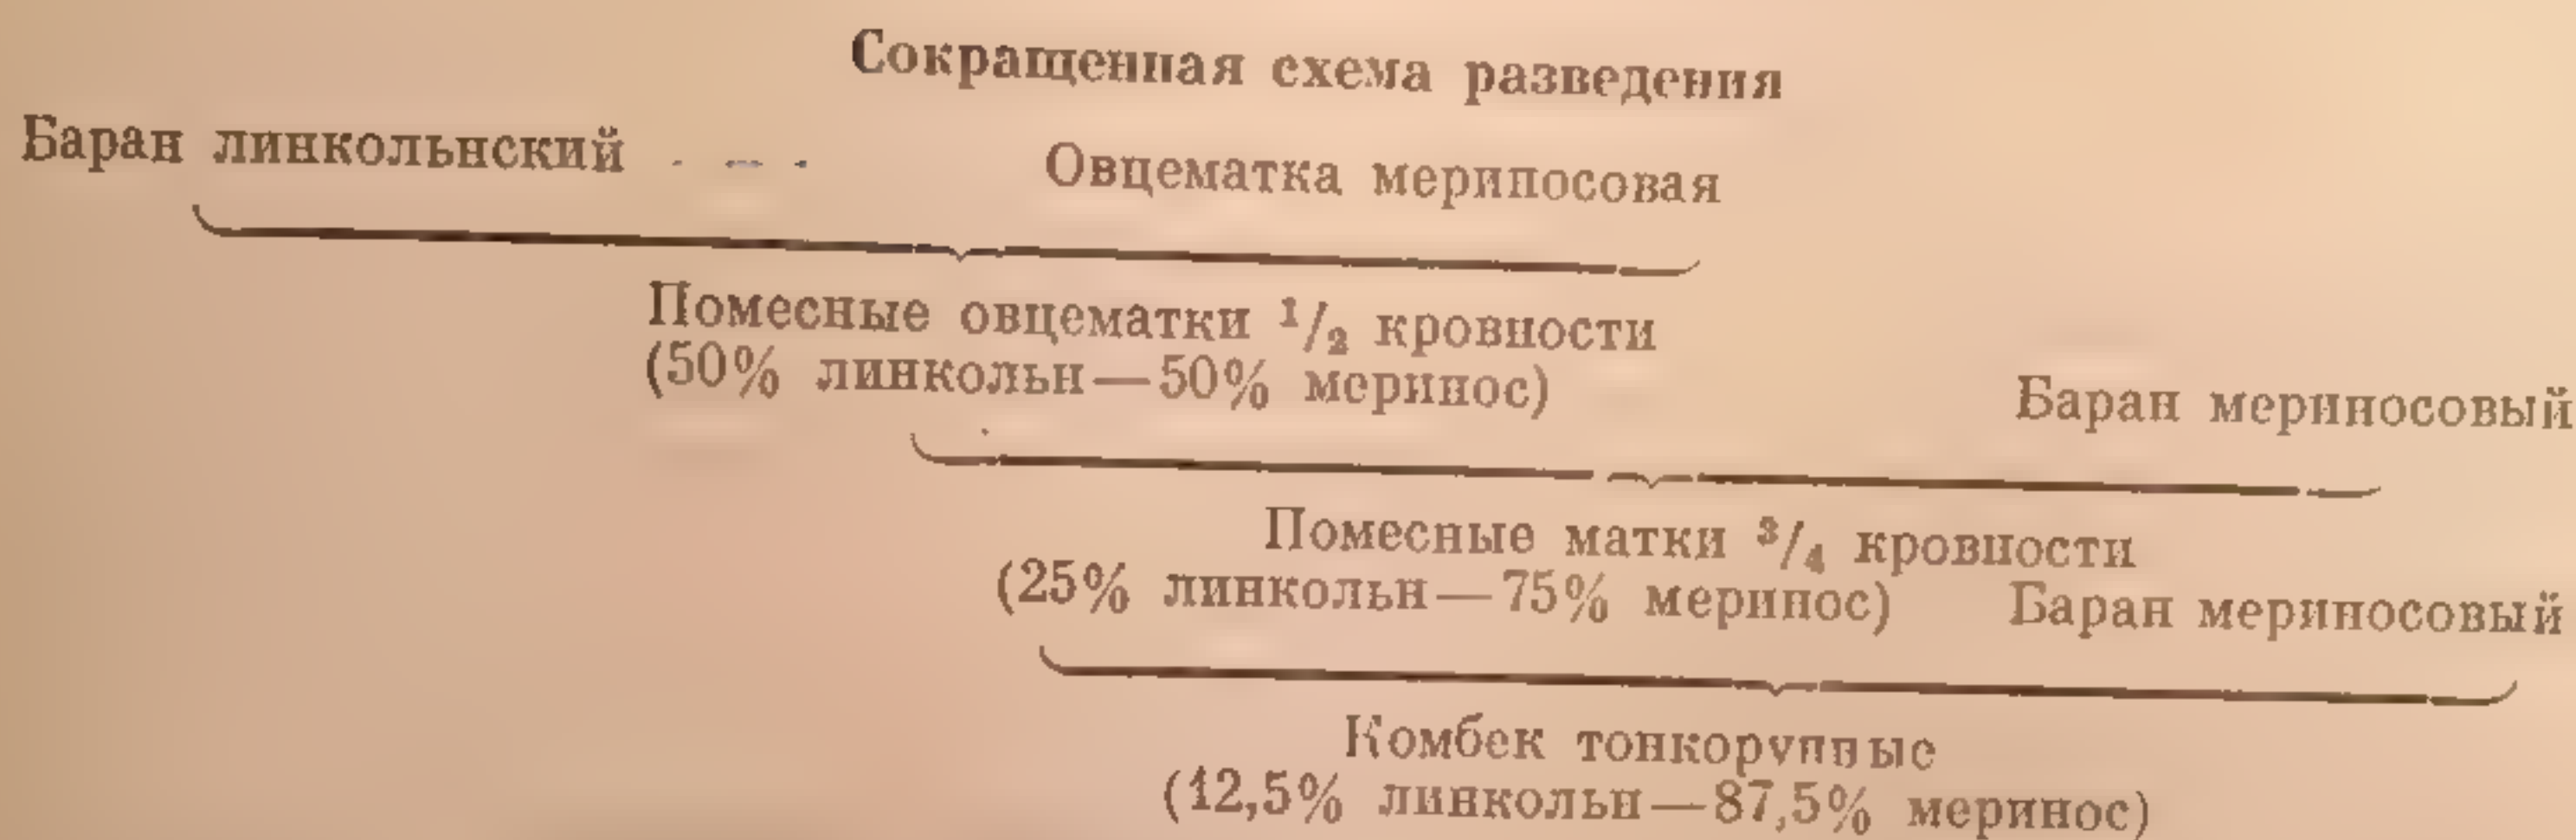 Сокращенная схема разведения
Баран линкольнский
Овцематка мериносовая
Помесные овцематки 1/2 кровности
(50% линкольн—50% меринос)
Баран мериносовый
Помесные матки 3/4 кровности
(25% линкольн—75% меринос) Баран мериносовый
Комбек тонкорунные
(12,5% линкольн—87,5% меринос)